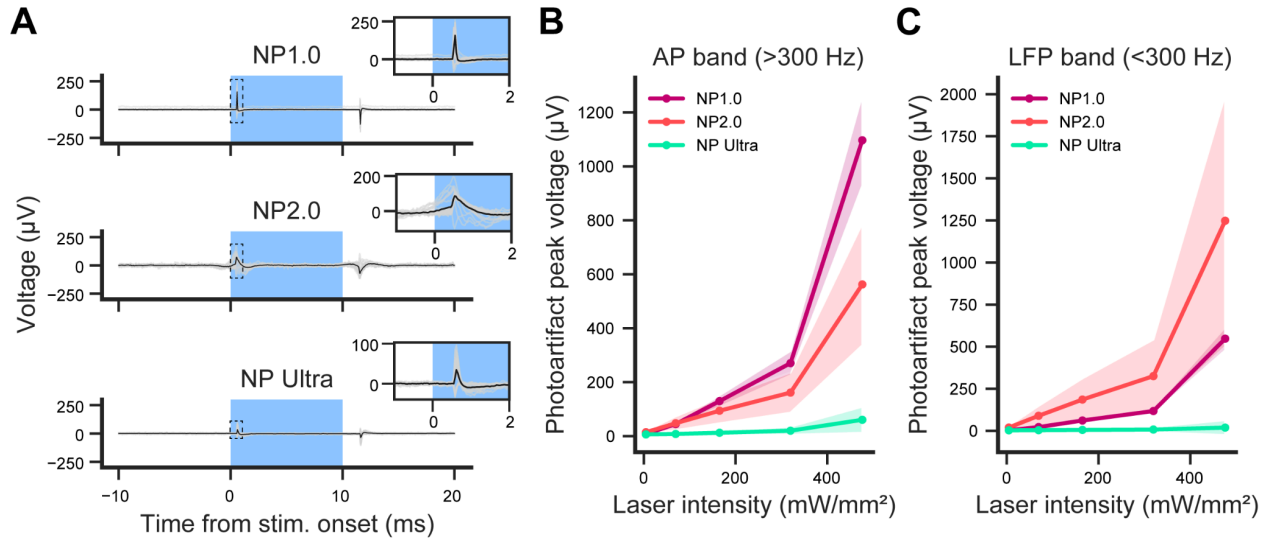 A
NP1.0
250
0
−250
250
0
0
2
NP2.0
250
0
−250
200
0
0
2
NP Ultra
250
0
−250
100
0
0
2
−10
0
10
20
Voltage (µV)
Time from stim. onset (ms)
B
AP band (>300 Hz)
NP1.0
NP2.0
NP Ultra
1200
1000
800
600
400
200
0
0
200
400
Photoartifact peak voltage (µV)
Laser intensity (mW/mm²)
C
LFP band (<300 Hz)
NP1.0
NP2.0
NP Ultra
2000
1750
1500
1250
1000
750
500
250
0
0
200
400
Photoartifact peak voltage (µV)
Laser intensity (mW/mm²)